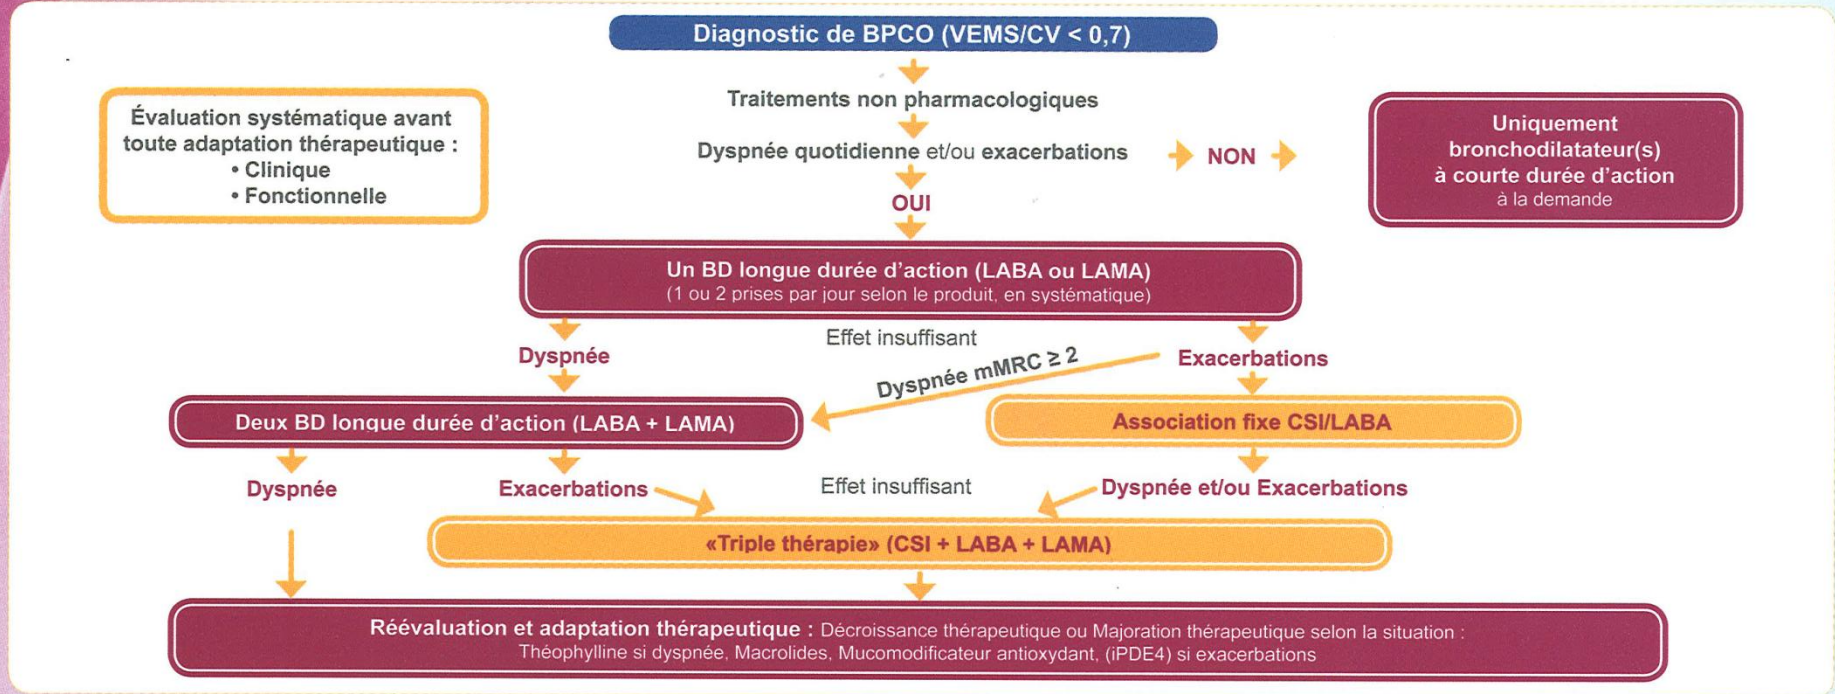 Diagnostic de BPCO (VEMS/CV < 0,7)
Traitements non pharmacologiques
Évaluation systématique avant
toute adaptation thérapeutique :
• Clinique
• Fonctionnelle
Dyspnée quotidienne et/ou exacerbations
NON
Uniquement
bronchodilatateur(s)
à courte durée d'action
à la demande
OUI
Un BD longue durée d'action (LABA ou LAMA)
(1 ou 2 prises par jour selon le produit, en systématique)
Effet insuffisant
Dyspnée
Exacerbations
Dyspnée mMRC ≥ 2
Deux BD longue durée d'action (LABA + LAMA)
Association fixe CSI/LABA
Dyspnée
Exacerbations
Effet insuffisant
Dyspnée et/ou Exacerbations
«Triple thérapie» (CSI + LABA + LAMA)
Réévaluation et adaptation thérapeutique : Décroissance thérapeutique ou Majoration thérapeutique selon la situation :
Théophylline si dyspnée, Macrolides, Mucomodificateur antioxydant, (iPDE4) si exacerbations